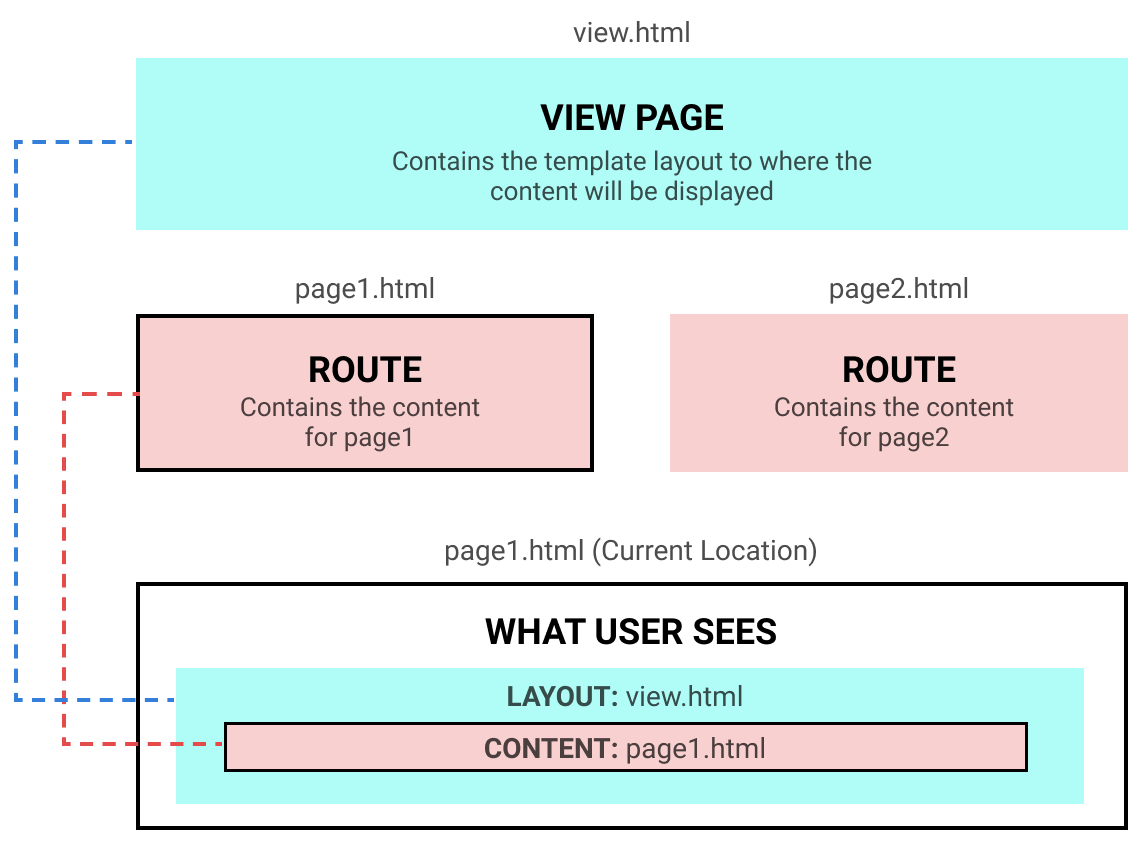 view.html
VIEW PAGE
Contains the template layout to where the
content will be displayed
page1.html
ROUTE
Contains the content
for page1
page2.html
ROUTE
Contains the content
for page2
page1.html (Current Location)
WHAT USER SEES
LAYOUT: view.html
CONTENT: page1.html